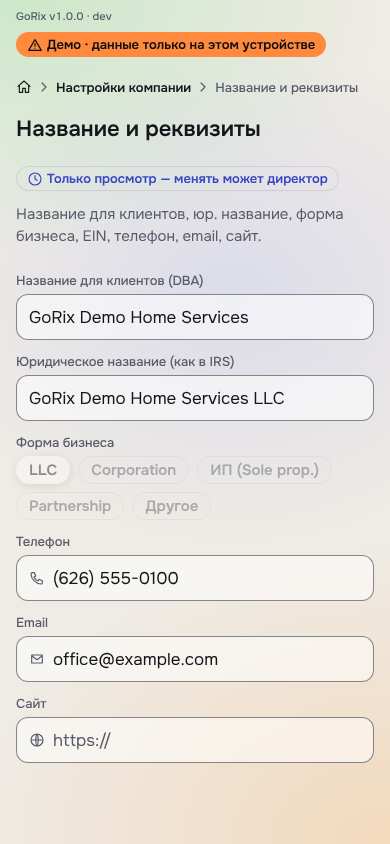 GoRix v1.0.0 · dev
Демо · данные только на этом устройстве
Настройки компании > Название и реквизиты
Название и реквизиты
Только просмотр — менять может директор
Название для клиентов, юр. название, форма
бизнеса, EIN, телефон, email, сайт.
Название для клиентов (DBA)
GoRix Demo Home Services
Юридическое название (как в IRS)
GoRix Demo Home Services LLC
Форма бизнеса
LLC Corporation ИП (Sole prop.)
Partnership Другое
Телефон
(626) 555-0100
Email
office@example.com
Сайт
https://